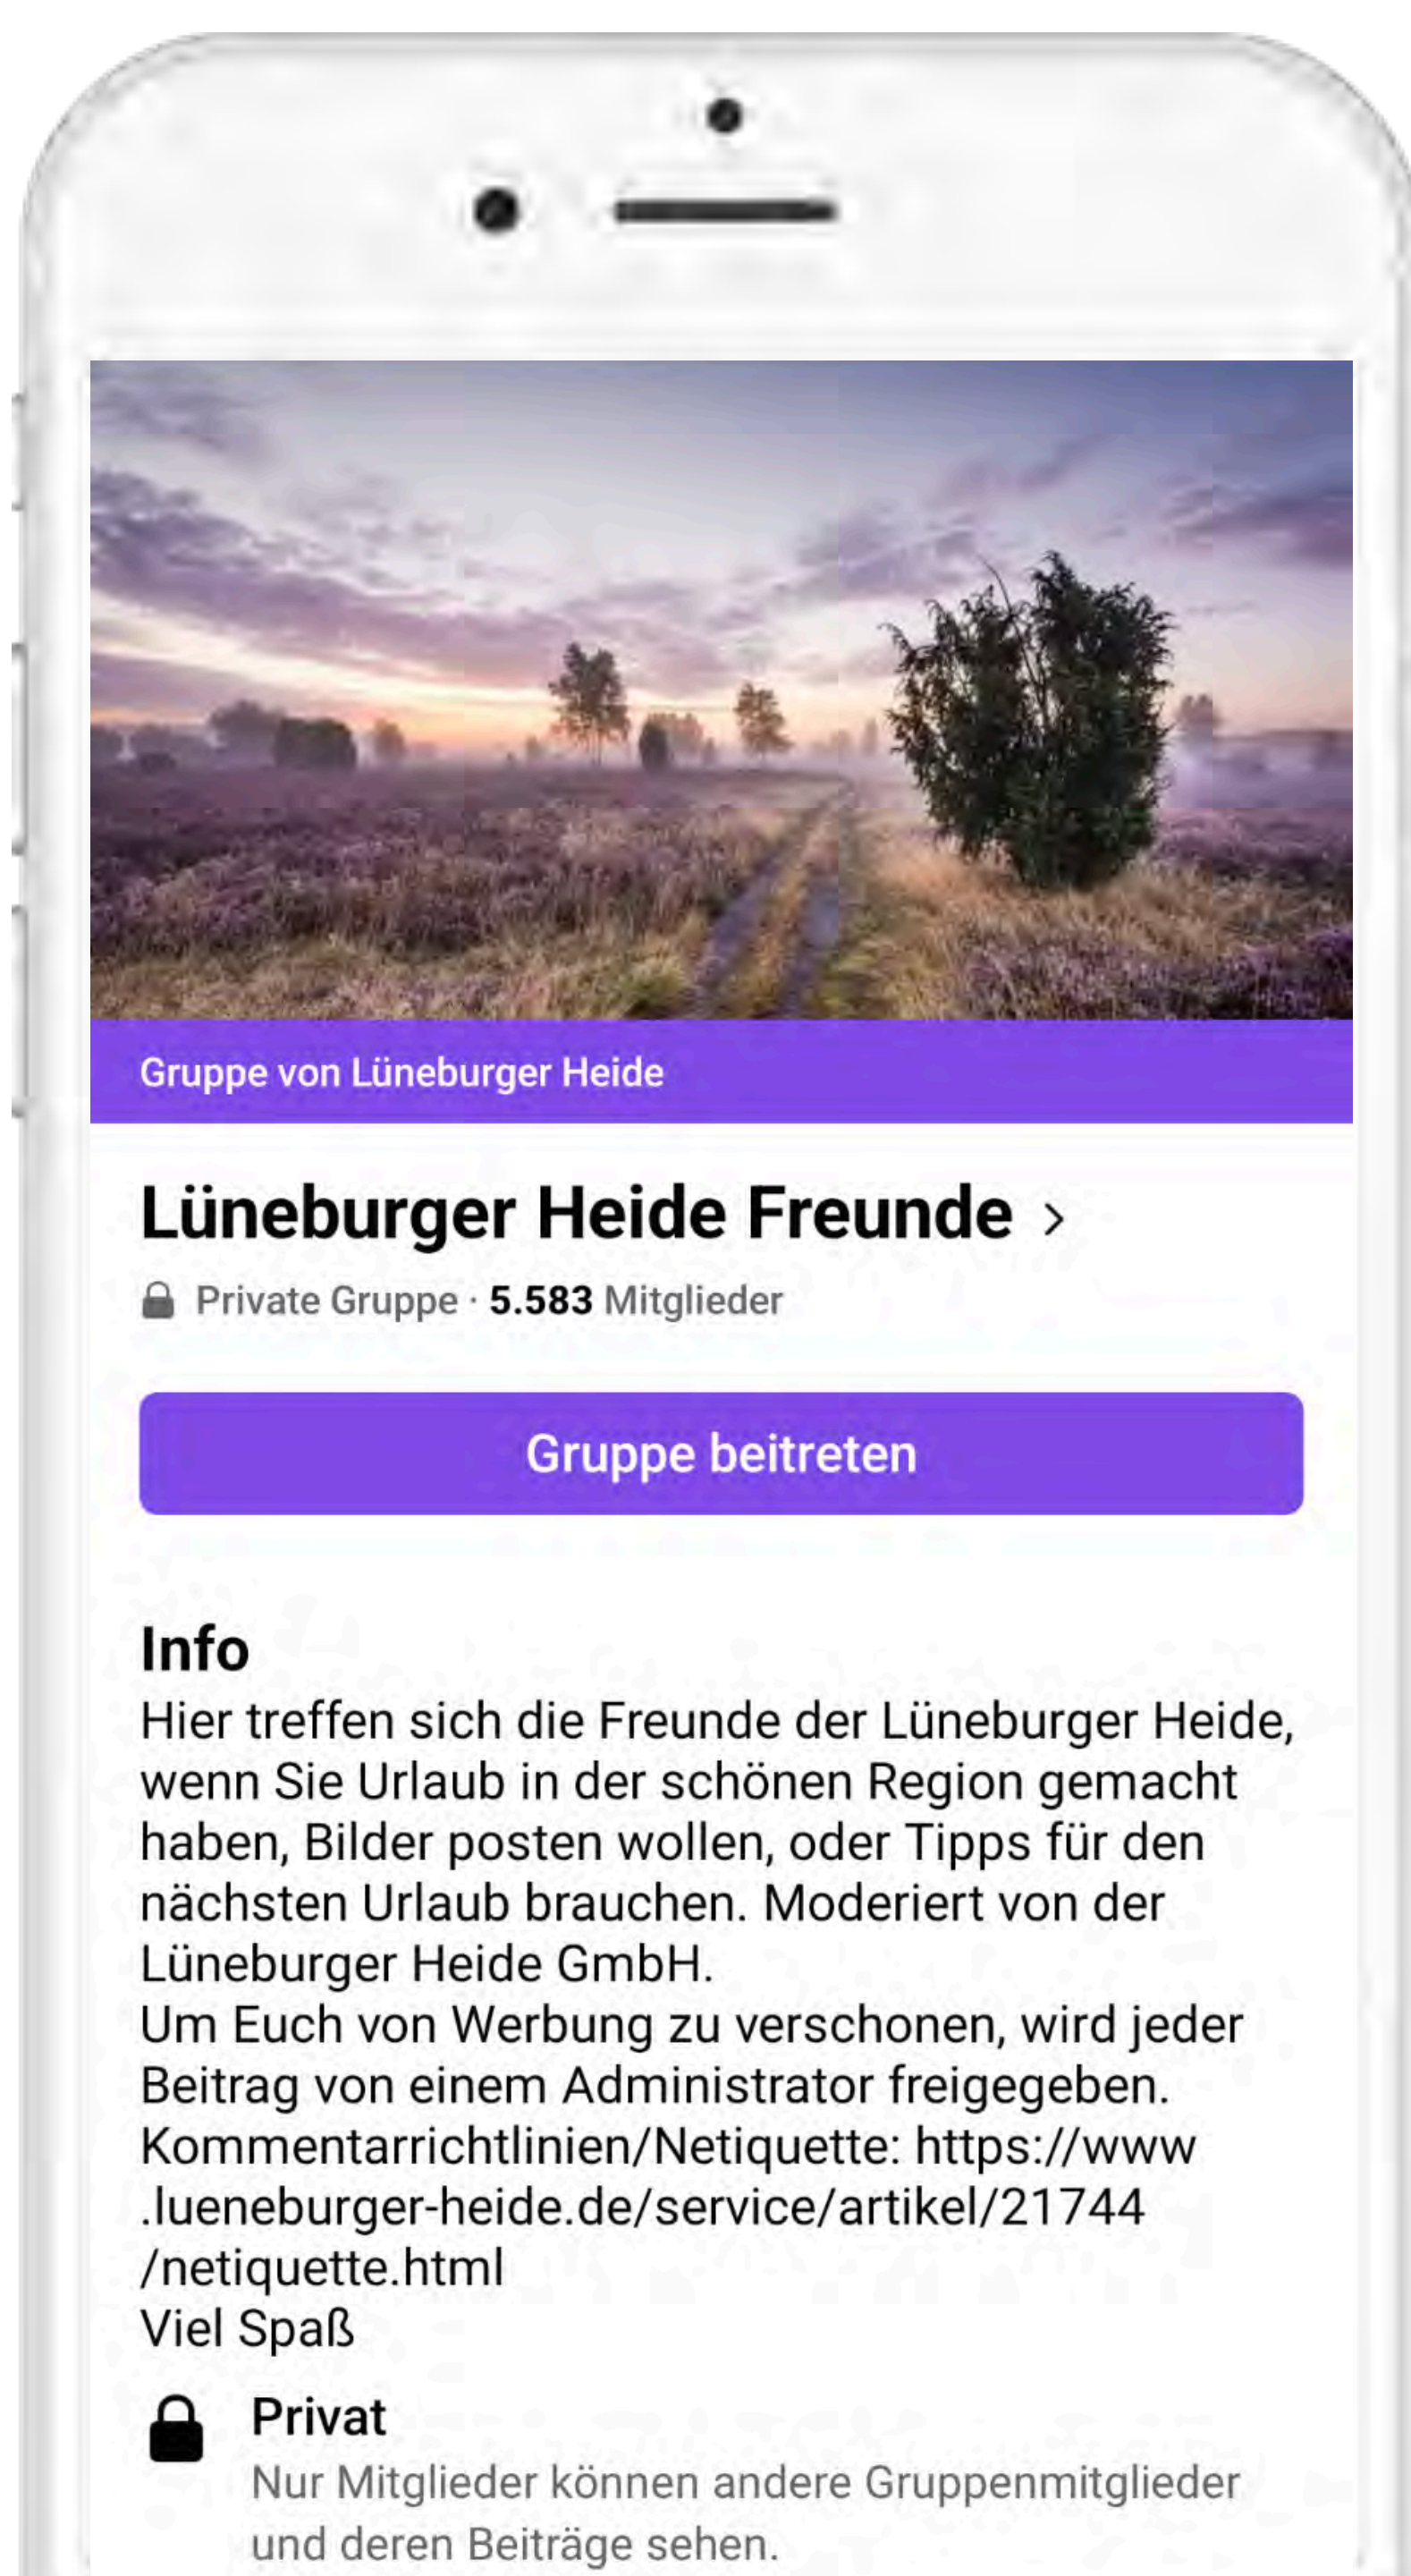 Gruppe von Lüneburger Heide
Lüneburger Heide Freunde
Private Gruppe · 5.583 Mitglieder
Gruppe beitreten
Info
Hier treffen sich die Freunde der Lüneburger Heide,
wenn Sie Urlaub in der schönen Region gemacht
haben, Bilder posten wollen, oder Tipps für den
nächsten Urlaub brauchen. Moderiert von der
Lüneburger Heide GmbH.
Um Euch von Werbung zu verschonen, wird jeder
Beitrag von einem Administrator freigegeben.
Kommentarrichtlinien/Netiquette: https://www
.lueneburger-heide.de/service/artikel/21744
/netiquette.html
Viel Spaß
Privat
Nur Mitglieder können andere Gruppenmitglieder
und deren Beiträge sehen.